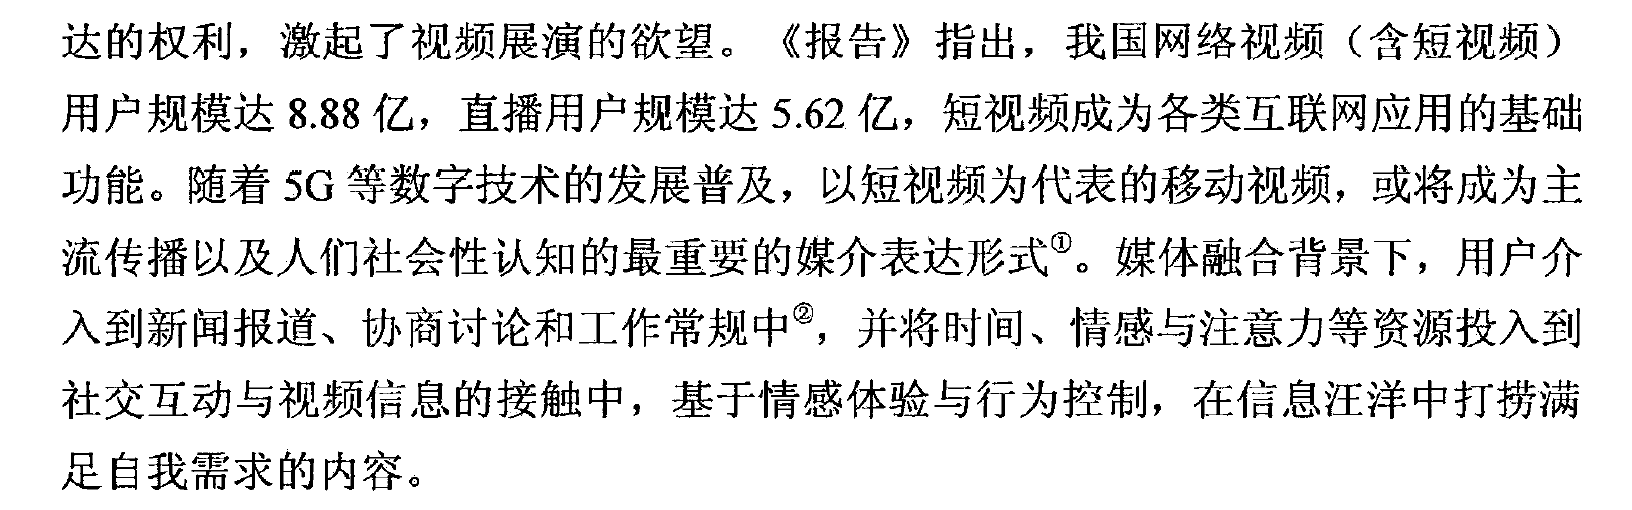 达的权利，激起了视频展演的欲望。《报告》指出，我国网络视频（含短视频）
用户规模达 8.88 亿，直播用户规模达 5.62 亿，短视频成为各类互联网应用的基础
功能。随着 5G 等数字技术的发展普及，以短视频为代表的移动视频，或将成为主
流传播以及人们社会性认知的最重要的媒介表达形式①。媒体融合背景下，用户介
入到新闻报道、协商讨论和工作常规中②，并将时间、情感与注意力等资源投入到
社交互动与视频信息的接触中，基于情感体验与行为控制，在信息汪洋中打捞满
足自我需求的内容。